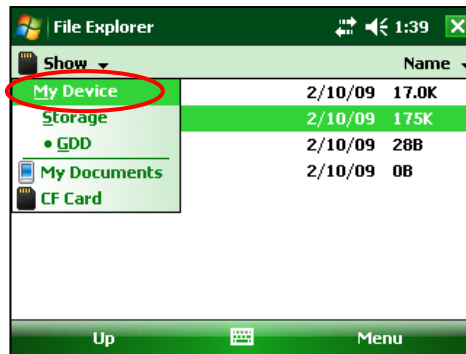 File Explorer 1:39 X
Show Name
My Device 2/10/09 17.0K
Storage 2/10/09 175K
• GDD 2/10/09 28B
My Documents 2/10/09 0B
CF Card
Up Menu